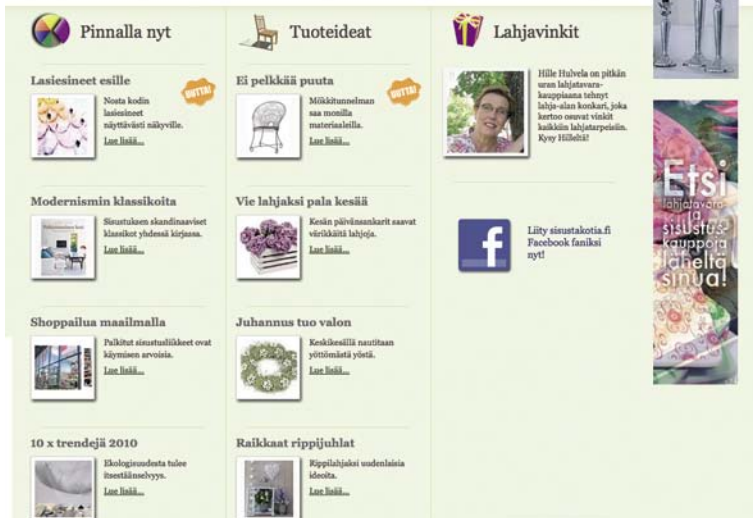 Pinnalla nyt
Lasiesineet esille
UUTTA!
Nosta kodin
lasiesineet
näyttävästi näkyville.
Lue lisää...
Modernismin klassikoita
Sisustuksen skandinaaviset
klassikot yhdessä kirjassa.
Lue lisää...
Shoppailua maailmalla
Palkitut sisustusliikkeet ovat
käymisen arvoisia.
Lue lisää...
10 x trendejä 2010
Ekologisuudesta tulee
itsestäänselvyys.
Lue lisää...
Tuoteideat
Ei pelkkää puuta
UUTTA!
Mökkitunnelman
saa monilla
materiaaleilla.
Lue lisää...
Vie lahjaksi pala kesää
Kesän päivänsankarit saavat
värikkäitä lahjoja.
Lue lisää...
Juhannus tuo valon
Keskikesällä nautitaan
yöttömästä yöstä.
Lue lisää...
Raikkaat rippijuhlat
Rippilahjaksi uudenlaisia
ideoita.
Lue lisää...
Lahjavinkit
Hille Hulvela on pitkän
uran lahjatavara-
kauppiaana tehnyt
lahja-alan konkari, joka
kertoo osuvat vinkit
kaikkiin lahjatarpeisiin.
Kysy Hilleltä!
f
Liity sisustakotia.fi
Facebook faniksi
nyt!
Etsi
lahjatavara-
ja
sisustus-
kauppoja
läheltä
sinua!